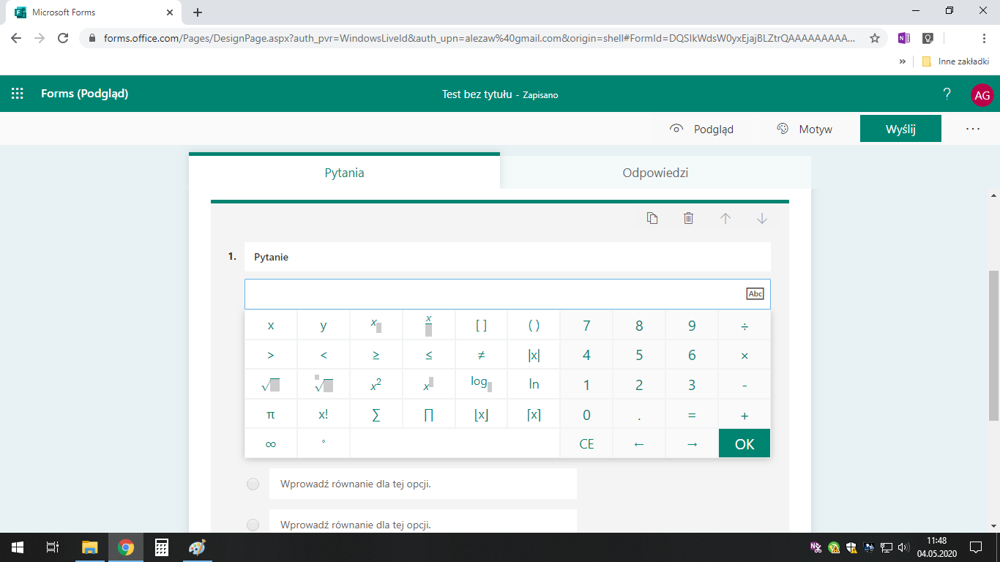 Microsoft Forms
forms.office.com/Pages/DesignPage.aspx?auth_pvr=WindowsLiveId&auth_upn=alezaw%40gmail.com&origin=shell#FormId=DQSIkWdsW0yxEjajBLZtrQAAAAAAAAAA...
» Inne zakładki
Forms (Podgląd)
Test bez tytułu - Zapisano
? AG
Podgląd Motyw Wyślij ...
Pytania Odpowiedzi
1. Pytanie
Abc
x y x x [ ] ( ) 7 8 9 ÷
> < ≥ ≤ ≠ |x| 4 5 6 ×
√ √ x² x log ln 1 2 3 -
π x! ∑ ∏ ⌊x⌋ ⌈x⌉ 0 . = +
∞ ° CE ← → OK
Wprowadź równanie dla tej opcji.
Wprowadź równanie dla tej opcji.
11:48
04.05.2020